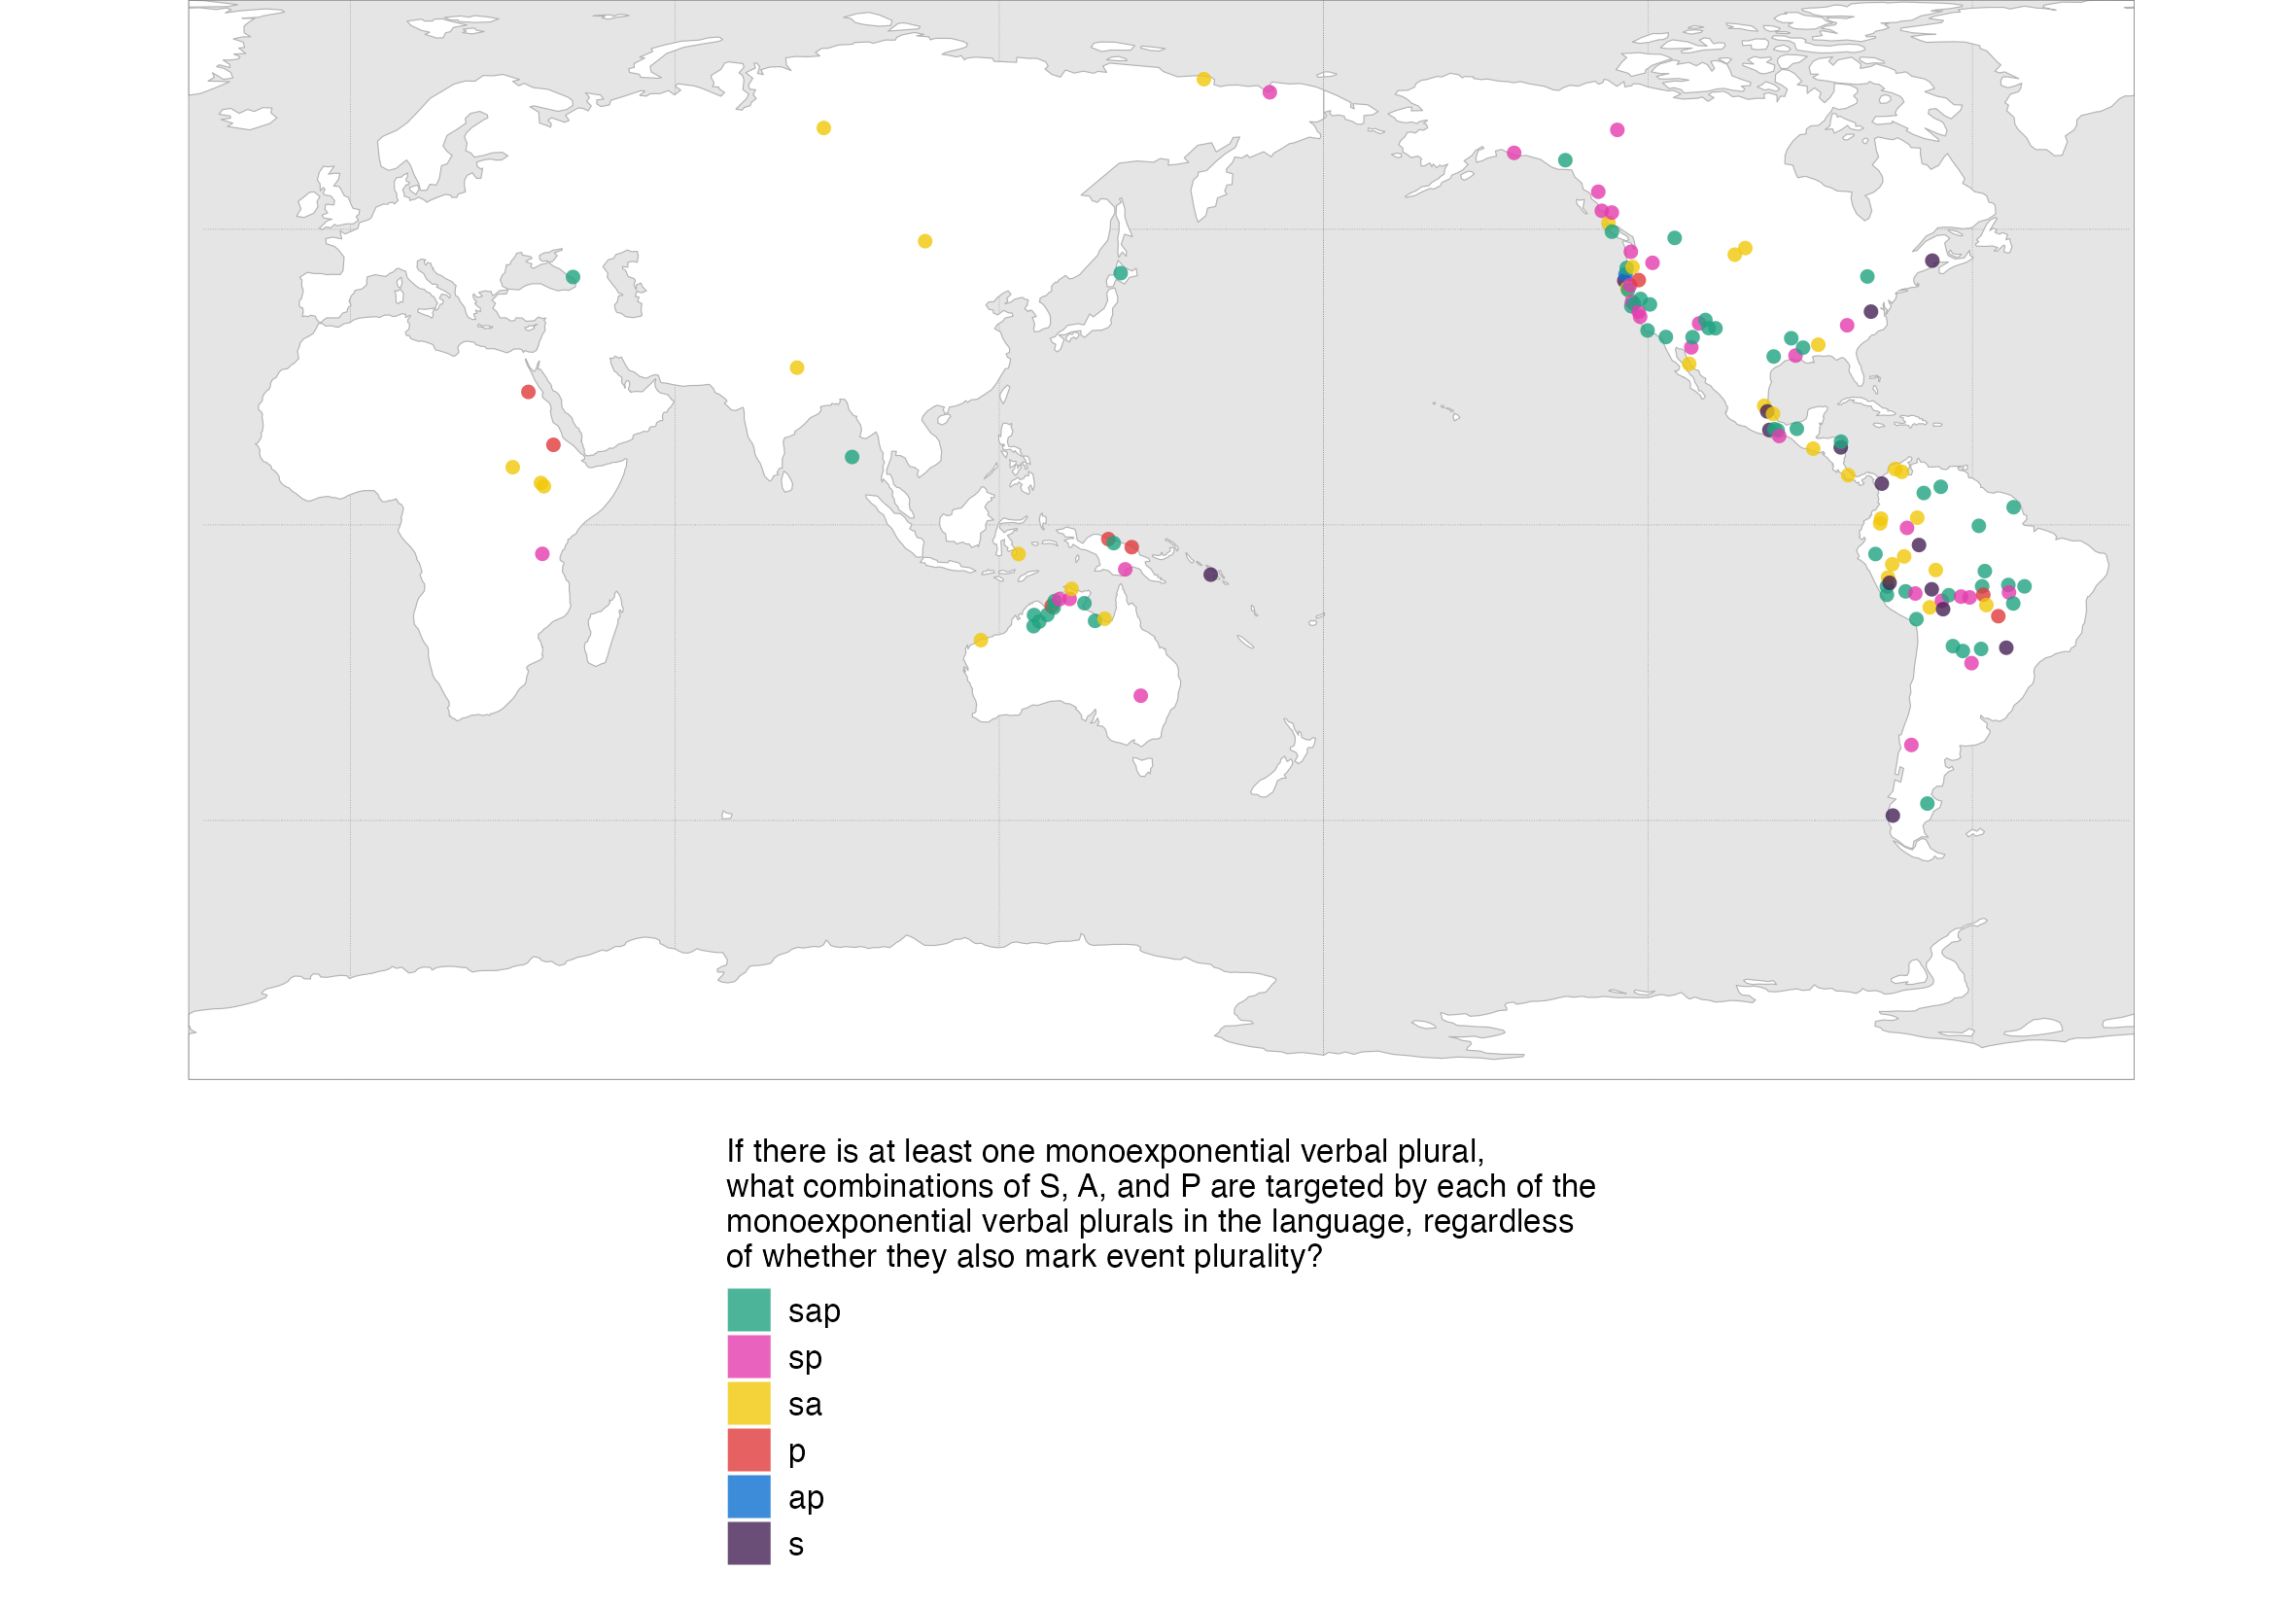 If there is at least one monoexponential verbal plural,
what combinations of S, A, and P are targeted by each of the
monoexponential verbal plurals in the language, regardless
of whether they also mark event plurality?
sap
sp
sa
p
ap
s